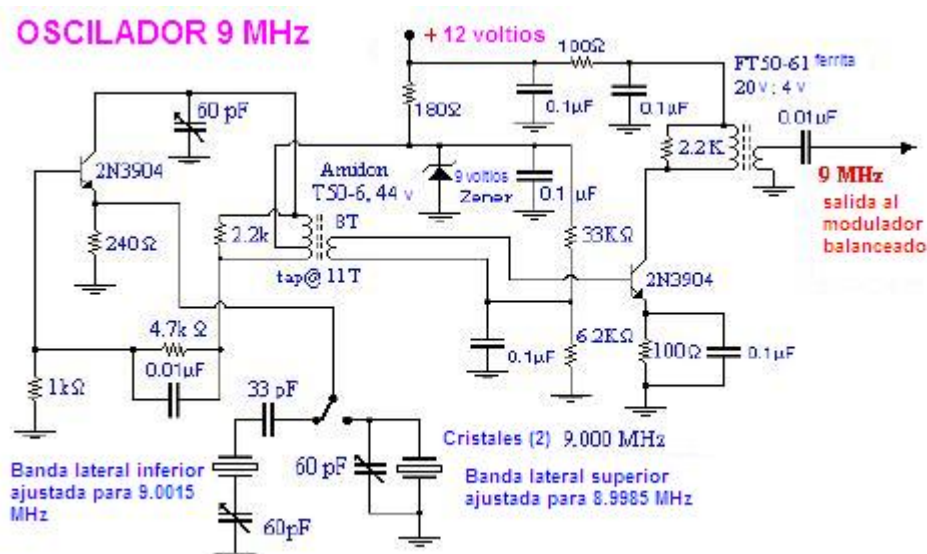 OSCILADOR 9 MHz
+ 12 voltios
100Ω
FT50-61 ferrita
20 v : 4 v
60 pF
180Ω
0.1µF
0.1µF
0.01µF
2N3904
2.2K
Amidon
T50-6, 44 v
9 voltios
Zener
0.1 µF
9 MHz
salida al
modulador
balanceado
8T
240Ω
2.2k
33KΩ
tap@ 11T
2N3904
4.7k Ω
0.01µF
0.1µF
6.2KΩ
100Ω
0.1µF
1kΩ
33 pF
Cristales (2) 9.000 MHz
Banda lateral inferior
ajustada para 9.0015
MHz
60 pF
Banda lateral superior
ajustada para 8.9985 MHz
60pF